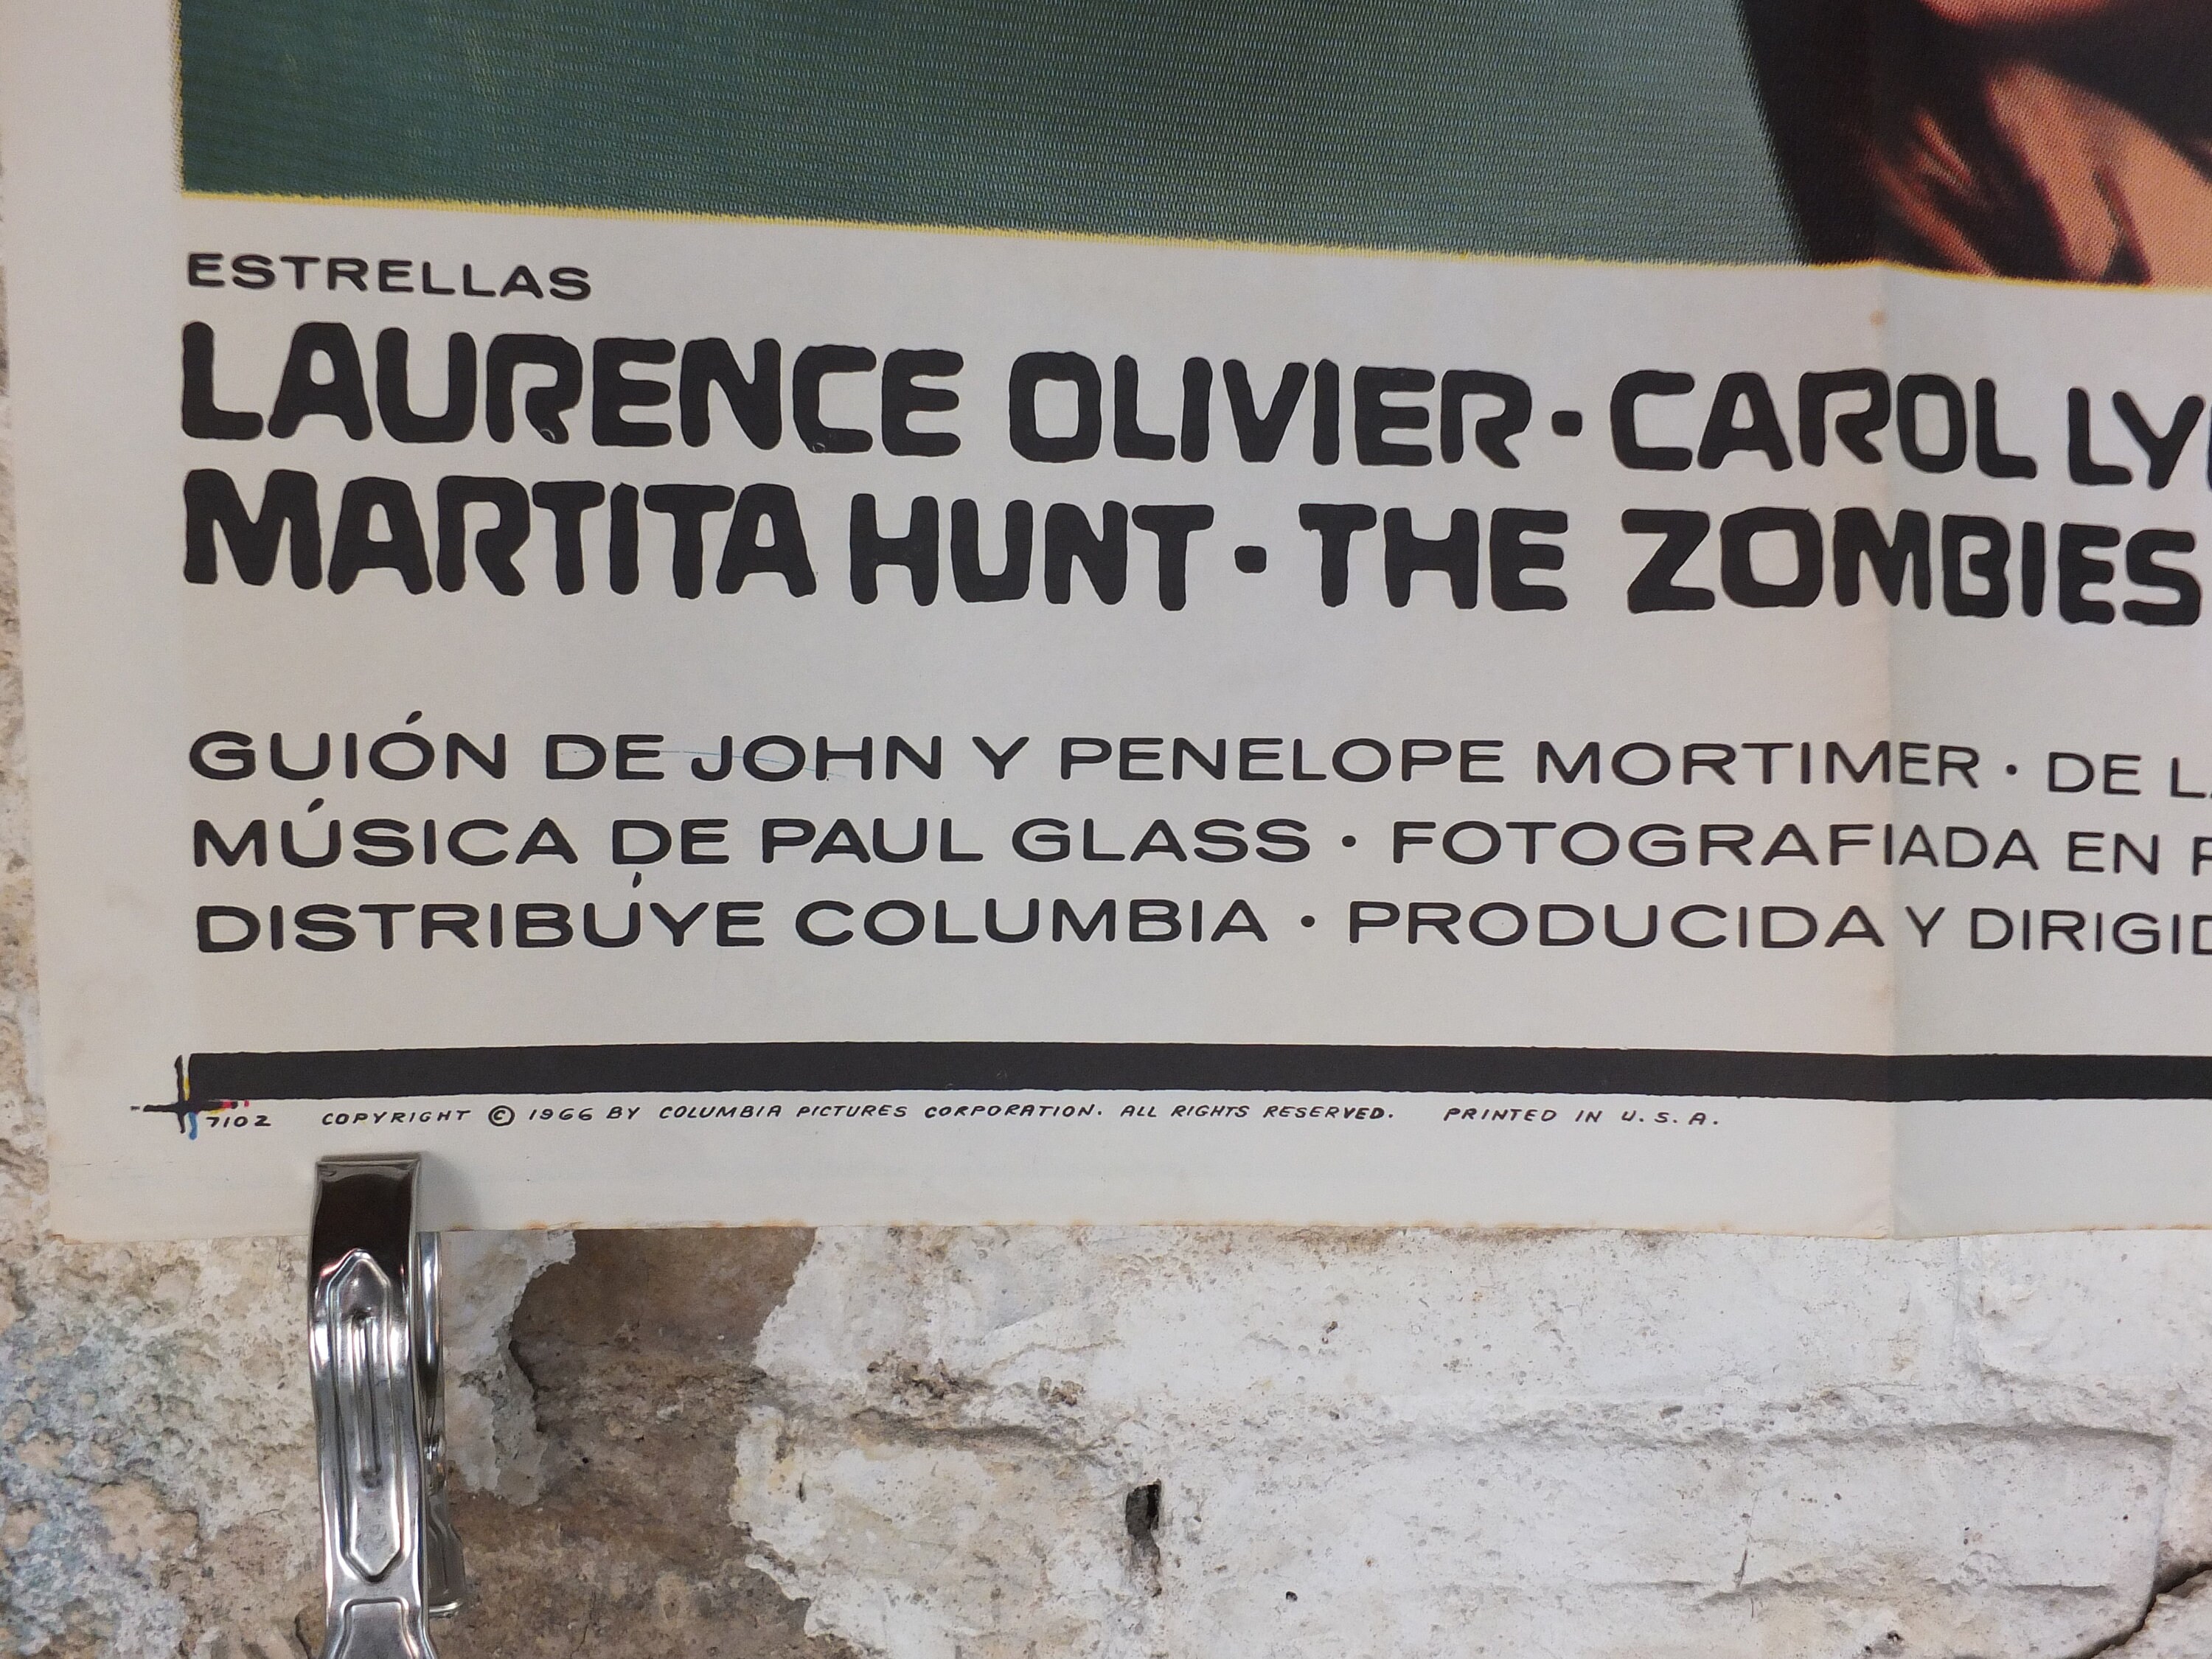 ESTRELLAS
LAURENCE OLIVIER · CAROL
MARTITA HUNT · THE ZOMBIES
GUIÓN DE JOHN Y PENELOPE MORTIMER · DE
MÚSICA DE PAUL GLASS · FOTOGRAFIADA EN
DISTRIBÚYE COLUMBIA · PRODUCIDA Y
7102 COPYRIGHT © 1966 BY COLUMBIA PICTURES CORPORATION. ALL RIGHTS RESERVED. PRINTED IN U.S.A.